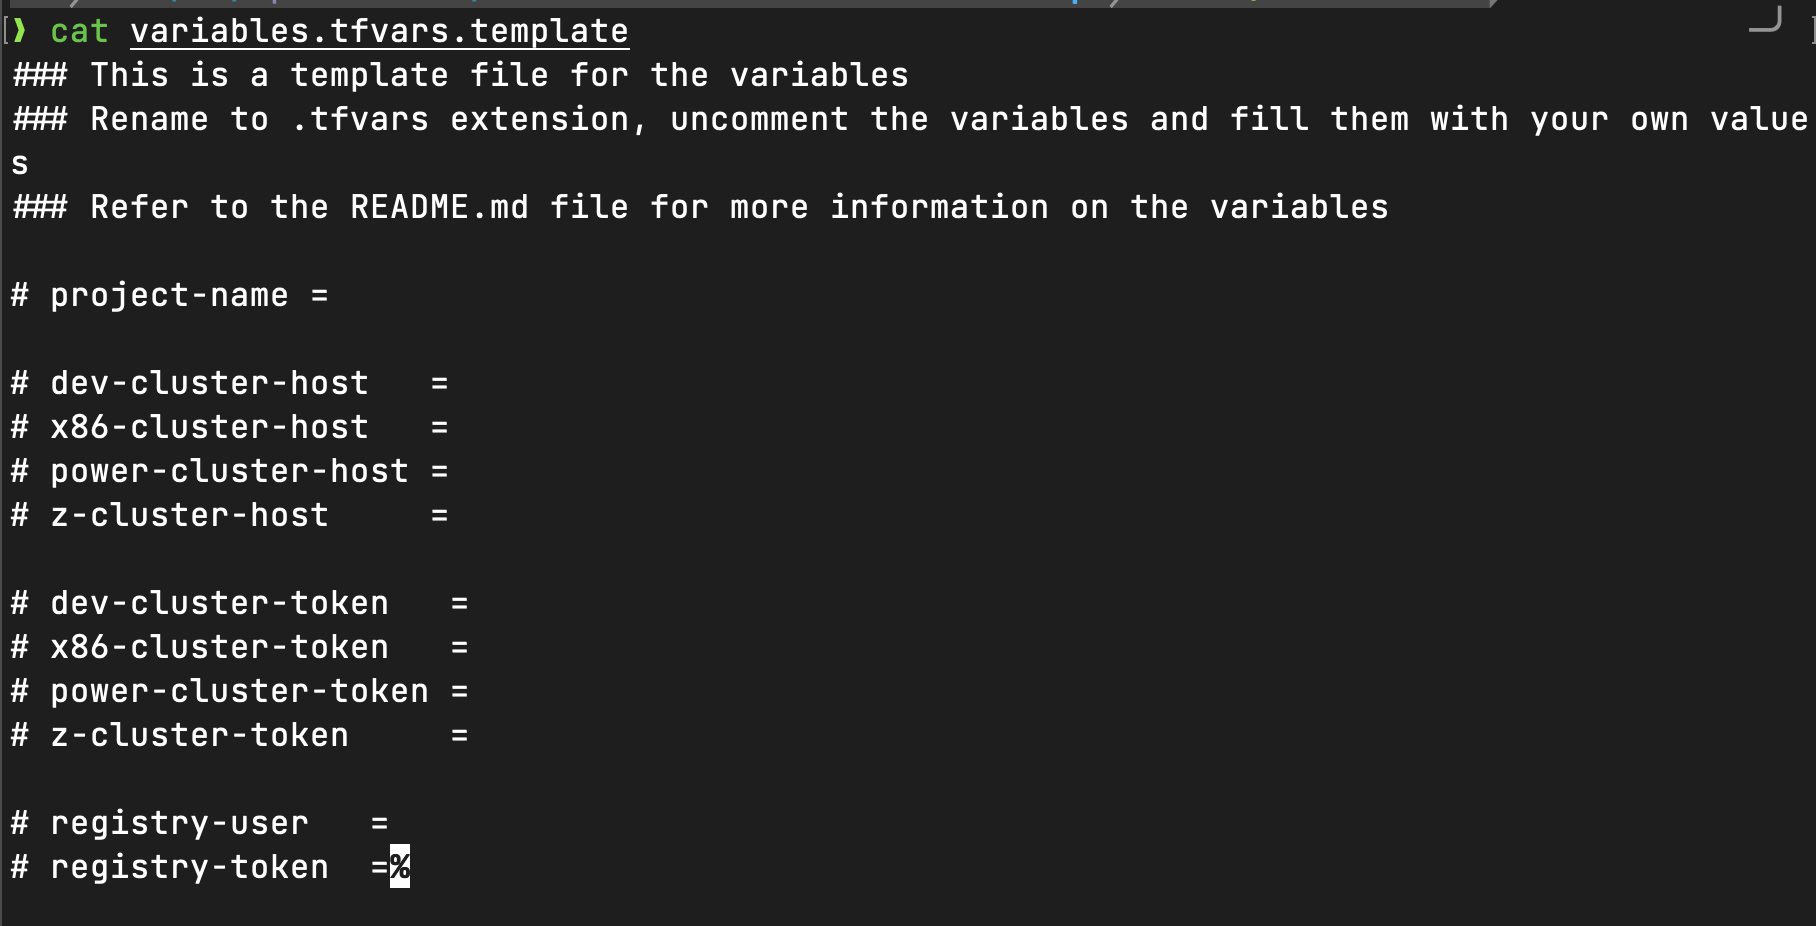 ❯ cat variables.tfvars.template
### This is a template file for the variables
### Rename to .tfvars extension, uncomment the variables and fill them with your own value
s
### Refer to the README.md file for more information on the variables
# project-name =
# dev-cluster-host   =
# x86-cluster-host   =
# power-cluster-host =
# z-cluster-host     =
# dev-cluster-token   =
# x86-cluster-token   =
# power-cluster-token =
# z-cluster-token     =
# registry-user   =
# registry-token  =%